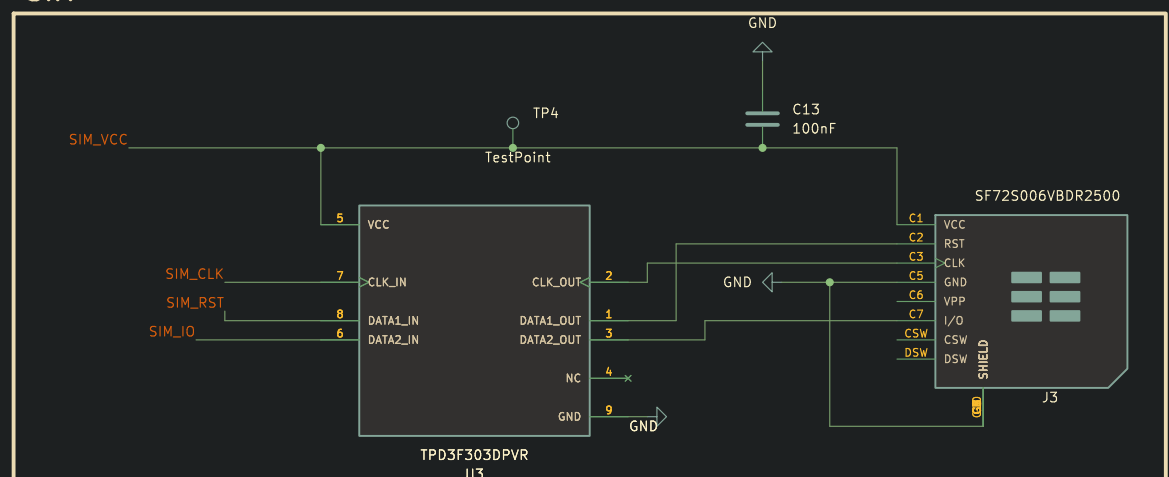 GND
C13
100nF
TP4
TestPoint
SIM_VCC
SF72S006VBDR2500
5
VCC
C1
VCC
C2
RST
SIM_CLK
7
CLK_IN
CLK_OUT
2
C3
CLK
GND
C5
GND
SIM_RST
C6
VPP
8
DATA1_IN
DATA1_OUT
1
C7
I/O
SIM_IO
6
DATA2_IN
DATA2_OUT
3
CSW
CSW
DSW
DSW
SHIELD
NC
4
J3
GND
9
GND
TPD3F303DPVR
U3